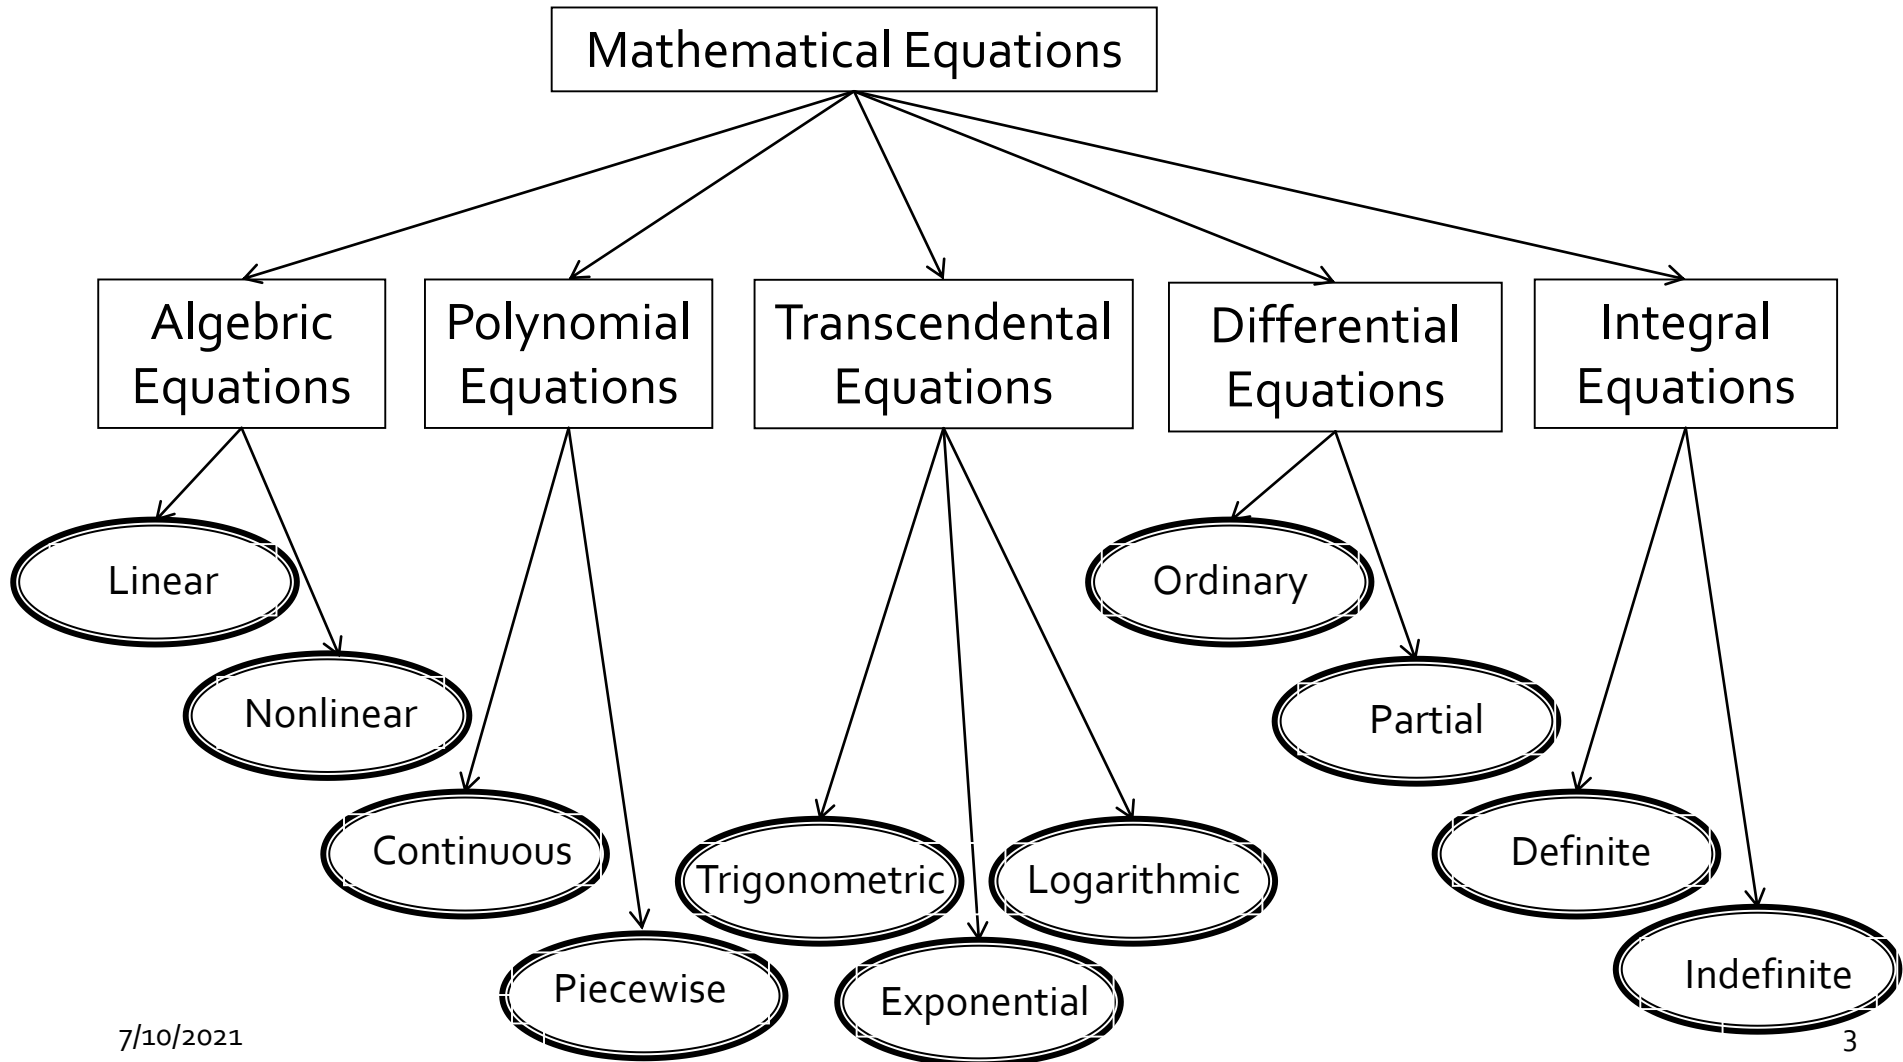 Mathematical Equations
Algebric
Equations
Polynomial
Equations
Transcendental
Equations
Differential
Equations
Integral
Equations
Linear
Nonlinear
Continuous
Piecewise
Trigonometric
Exponential
Logarithmic
Ordinary
Partial
Definite
Indefinite
7/10/2021
3